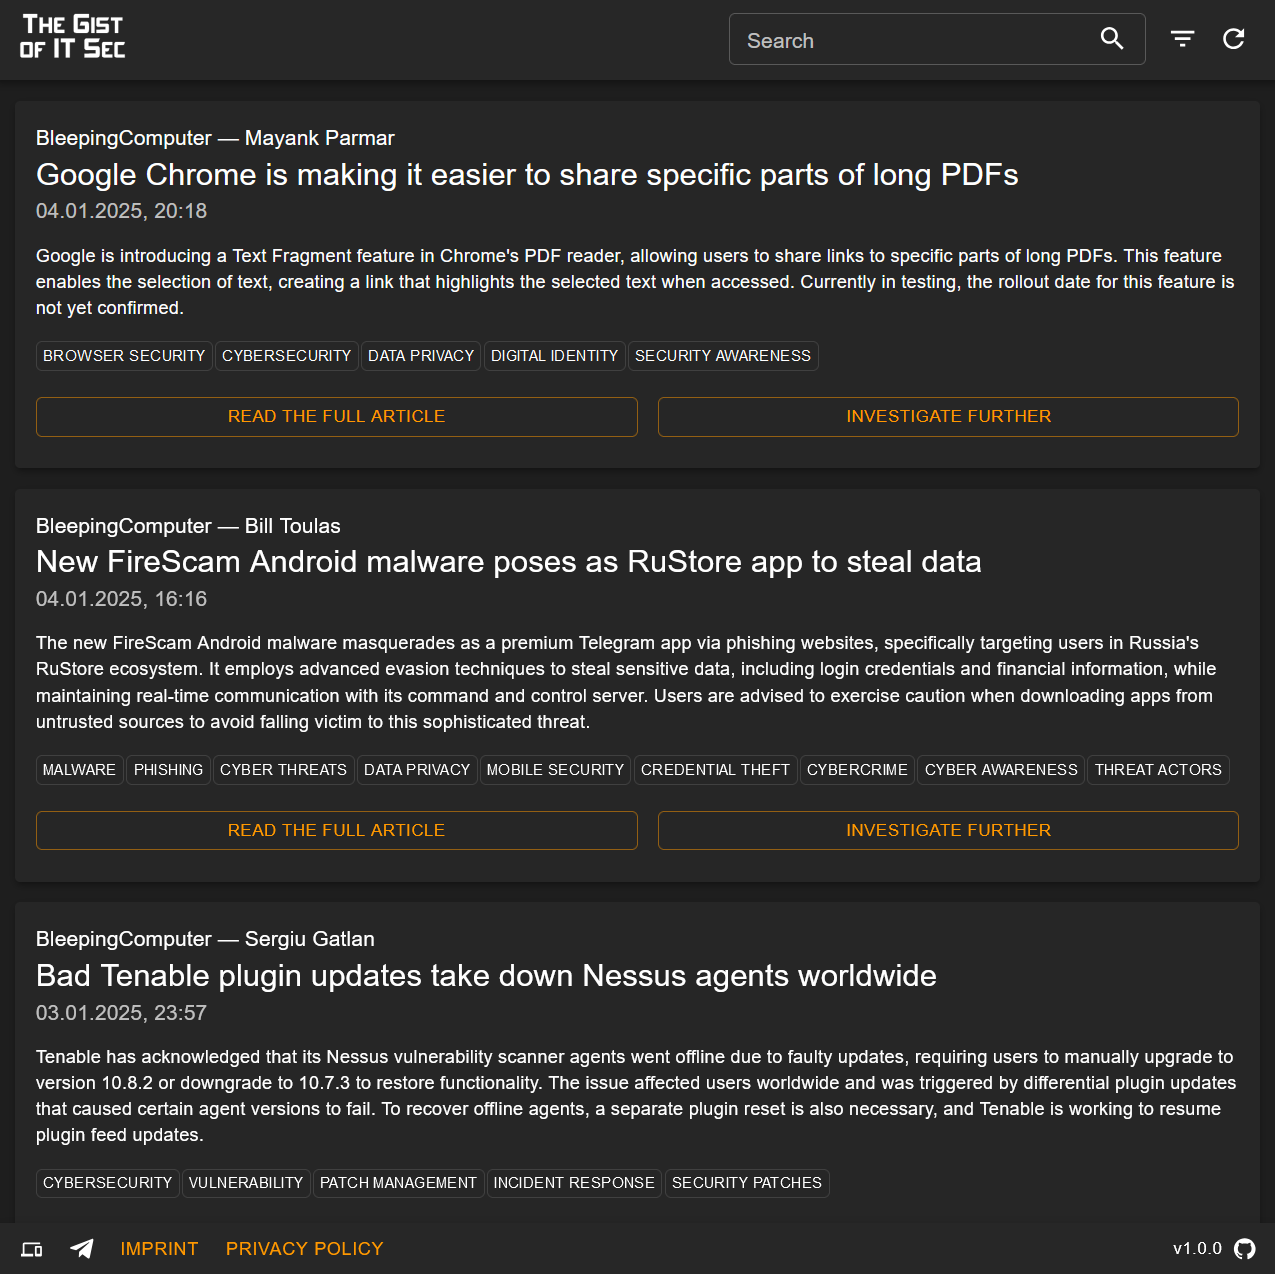 The Gist
of IT Sec
Search
BleepingComputer — Mayank Parmar
Google Chrome is making it easier to share specific parts of long PDFs
04.01.2025, 20:18
Google is introducing a Text Fragment feature in Chrome's PDF reader, allowing users to share links to specific parts of long PDFs. This feature
enables the selection of text, creating a link that highlights the selected text when accessed. Currently in testing, the rollout date for this feature is
not yet confirmed.
BROWSER SECURITY CYBERSECURITY DATA PRIVACY DIGITAL IDENTITY SECURITY AWARENESS
READ THE FULL ARTICLE INVESTIGATE FURTHER
BleepingComputer — Bill Toulas
New FireScam Android malware poses as RuStore app to steal data
04.01.2025, 16:16
The new FireScam Android malware masquerades as a premium Telegram app via phishing websites, specifically targeting users in Russia's
RuStore ecosystem. It employs advanced evasion techniques to steal sensitive data, including login credentials and financial information, while
maintaining real-time communication with its command and control server. Users are advised to exercise caution when downloading apps from
untrusted sources to avoid falling victim to this sophisticated threat.
MALWARE PHISHING CYBER THREATS DATA PRIVACY MOBILE SECURITY CREDENTIAL THEFT CYBERCRIME CYBER AWARENESS THREAT ACTORS
READ THE FULL ARTICLE INVESTIGATE FURTHER
BleepingComputer — Sergiu Gatlan
Bad Tenable plugin updates take down Nessus agents worldwide
03.01.2025, 23:57
Tenable has acknowledged that its Nessus vulnerability scanner agents went offline due to faulty updates, requiring users to manually upgrade to
version 10.8.2 or downgrade to 10.7.3 to restore functionality. The issue affected users worldwide and was triggered by differential plugin updates
that caused certain agent versions to fail. To recover offline agents, a separate plugin reset is also necessary, and Tenable is working to resume
plugin feed updates.
CYBERSECURITY VULNERABILITY PATCH MANAGEMENT INCIDENT RESPONSE SECURITY PATCHES
IMPRINT PRIVACY POLICY v1.0.0